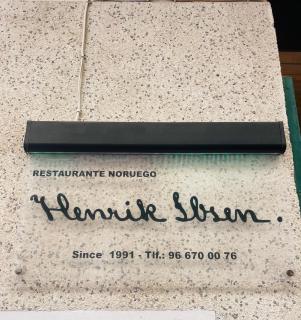 RESTAURANTE NORUEGO
Henrik Ibsen.
Since 1991 - Tlf.: 96 670 00 76